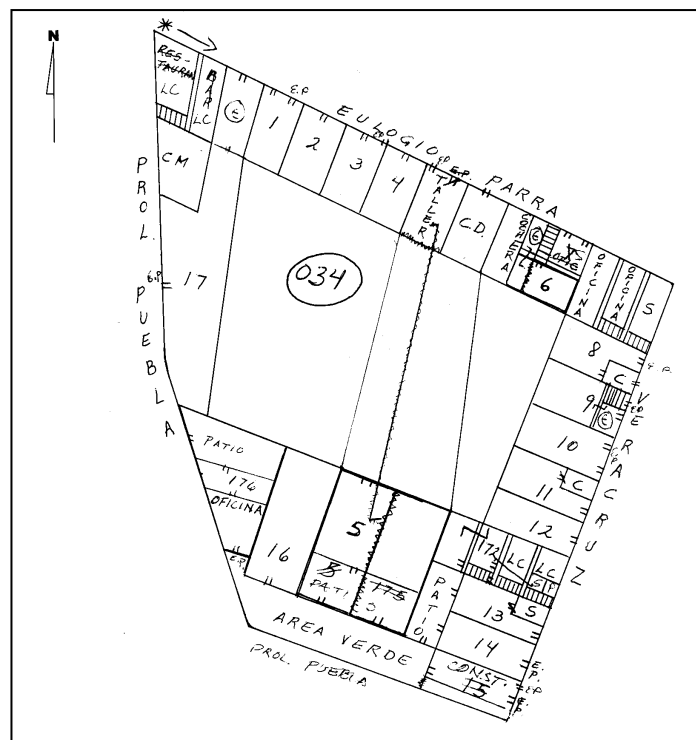 N
RES-
TAURAN
LC
BAR
LC
E
1
E.P.
2
3
4
EULOGIO PARRA
E.P.
E.P.
TALLER
C.D.
E
6
OFICINA
OFICINA
S
CM
PROL. PUEBLA
E.P.
17
034
8
E.P.
C
9
E
VERACRUZ
10
C
11
12
PATIO
176
OFICINA
E.P.
16
5
175
PATIO
PATIO
172
LC
LC
S
13
14
CONST.
15
E.P.
E.P.
E.P.
AREA VERDE
PROL. PUEBLA